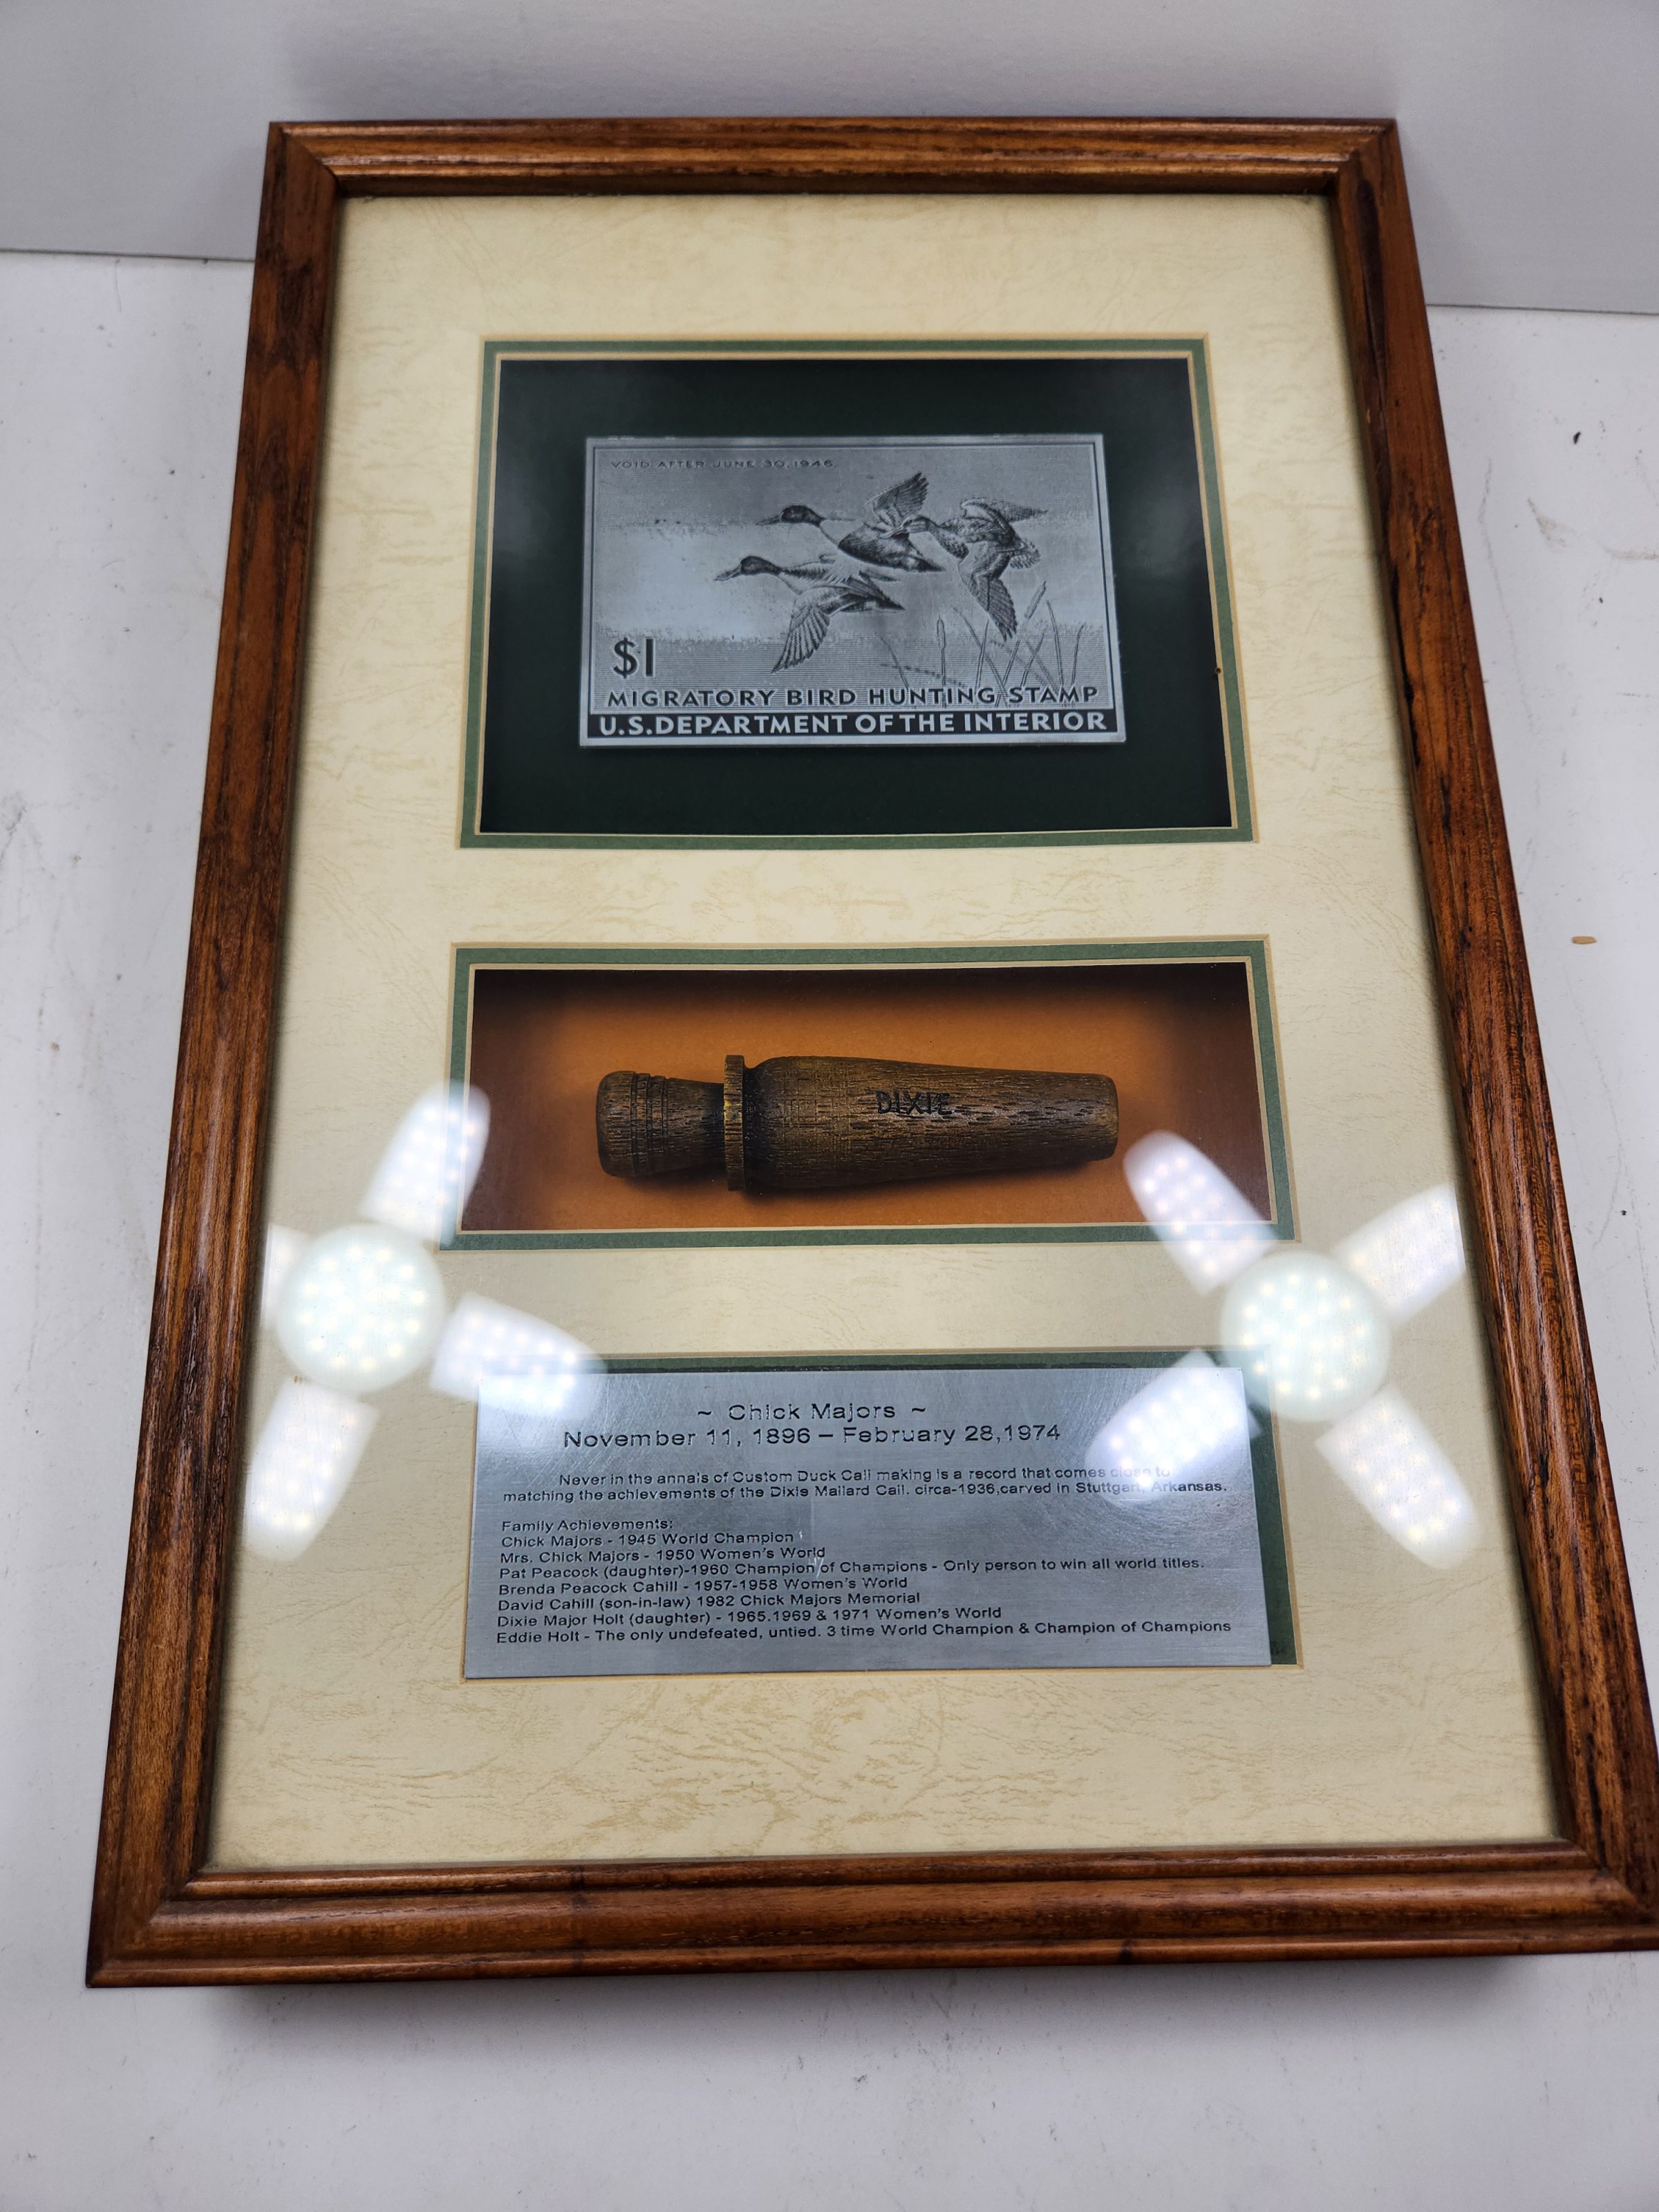 VOID AFTER JUNE 30, 1946.
$1
MIGRATORY BIRD HUNTING STAMP
U.S. DEPARTMENT OF THE INTERIOR
DIXIE
~ Chick Majors ~
November 11, 1896 – February 28, 1974
Never in the annals of Custom Duck Call making is a record that comes close to
matching the achievements of the Dixie Mallard Call. circa-1936, carved in Stuttgart, Arkansas.
Family Achievements:
Chick Majors - 1945 World Champion
Mrs. Chick Majors - 1950 Women's World
Pat Peacock (daughter)-1960 Champion of Champions - Only person to win all world titles.
Brenda Peacock Cahill - 1957-1958 Women's World
David Cahill (son-in-law) 1982 Chick Majors Memorial
Dixie Major Holt (daughter) - 1965.1969 & 1971 Women's World
Eddie Holt - The only undefeated, untied. 3 time World Champion & Champion of Champions